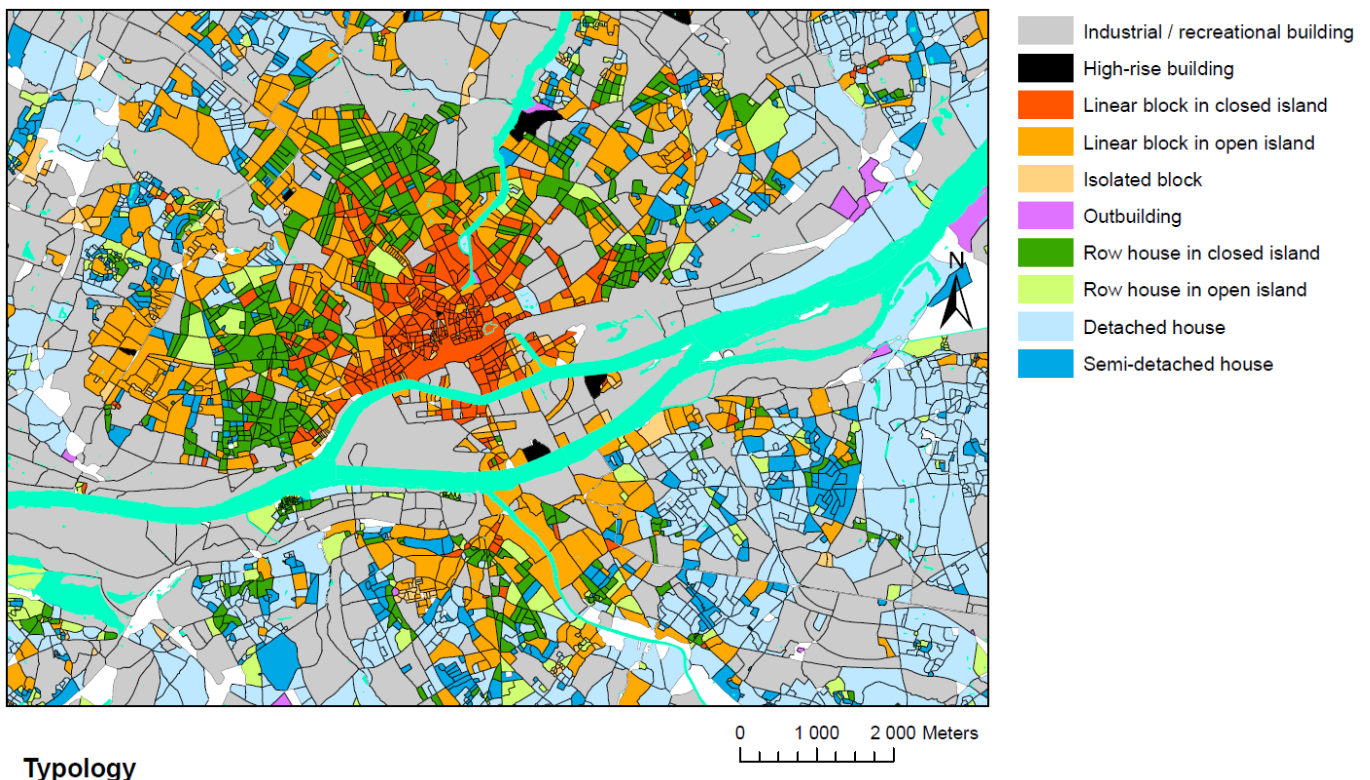 Industrial / recreational building
High-rise building
Linear block in closed island
Linear block in open island
Isolated block
Outbuilding
Row house in closed island
Row house in open island
Detached house
Semi-detached house
N
0 1 000 2 000 Meters
Typology